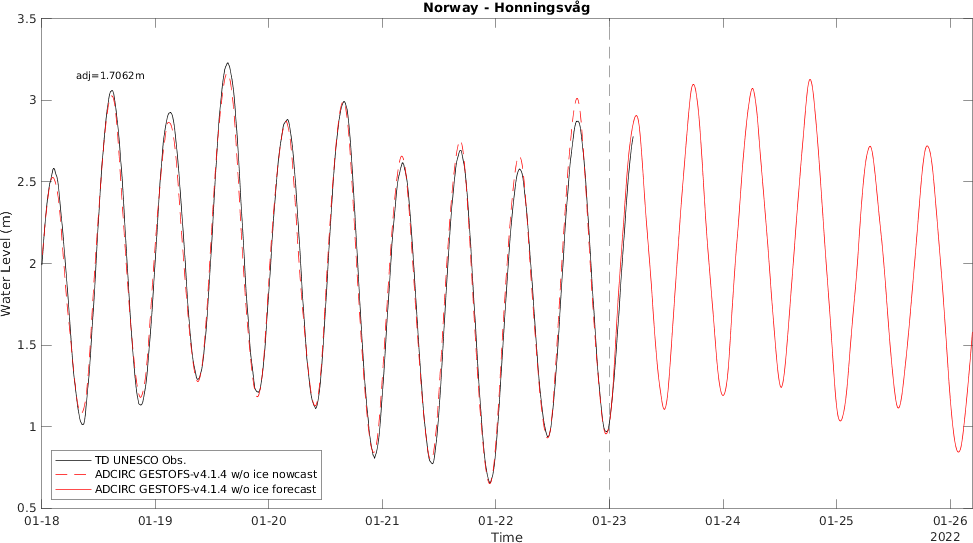 Norway - Honningsvåg
3.5
3
2.5
2
1.5
1
0.5
Water Level (m)
adj=1.7062m
TD UNESCO Obs.
ADCIRC GESTOFS-v4.1.4 w/o ice nowcast
ADCIRC GESTOFS-v4.1.4 w/o ice forecast
01-18 01-19 01-20 01-21 01-22 01-23 01-24 01-25 01-26
2022
Time